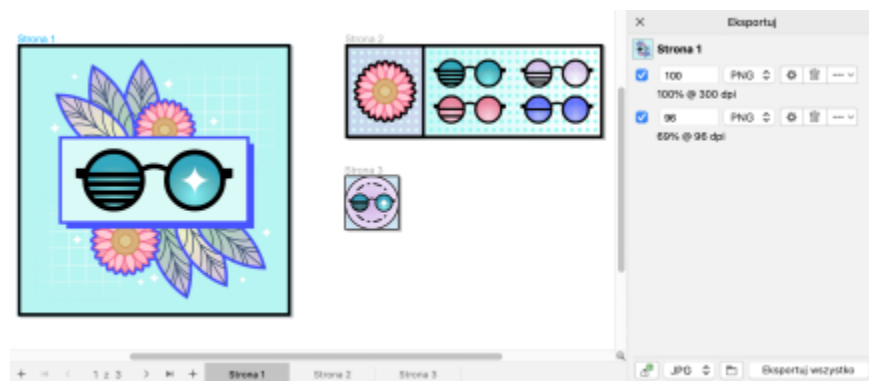 Strona 1
Strona 2
Strona 3
Eksportuj
Strona 1
100 PNG
100% @ 300 dpi
96 PNG
69% @ 96 dpi
1 z 3
Strona 1 Strona 2 Strona 3
JPG Eksportuj wszystko